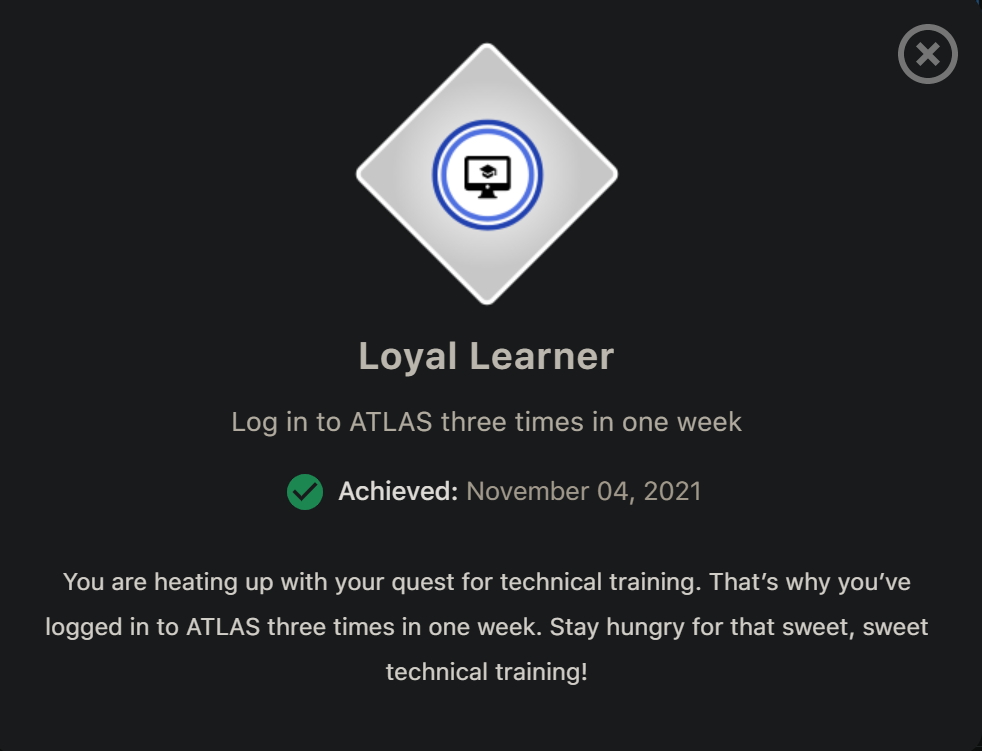 Loyal Learner
Log in to ATLAS three times in one week
Achieved: November 04, 2021
You are heating up with your quest for technical training. That’s why you’ve
logged in to ATLAS three times in one week. Stay hungry for that sweet, sweet
technical training!